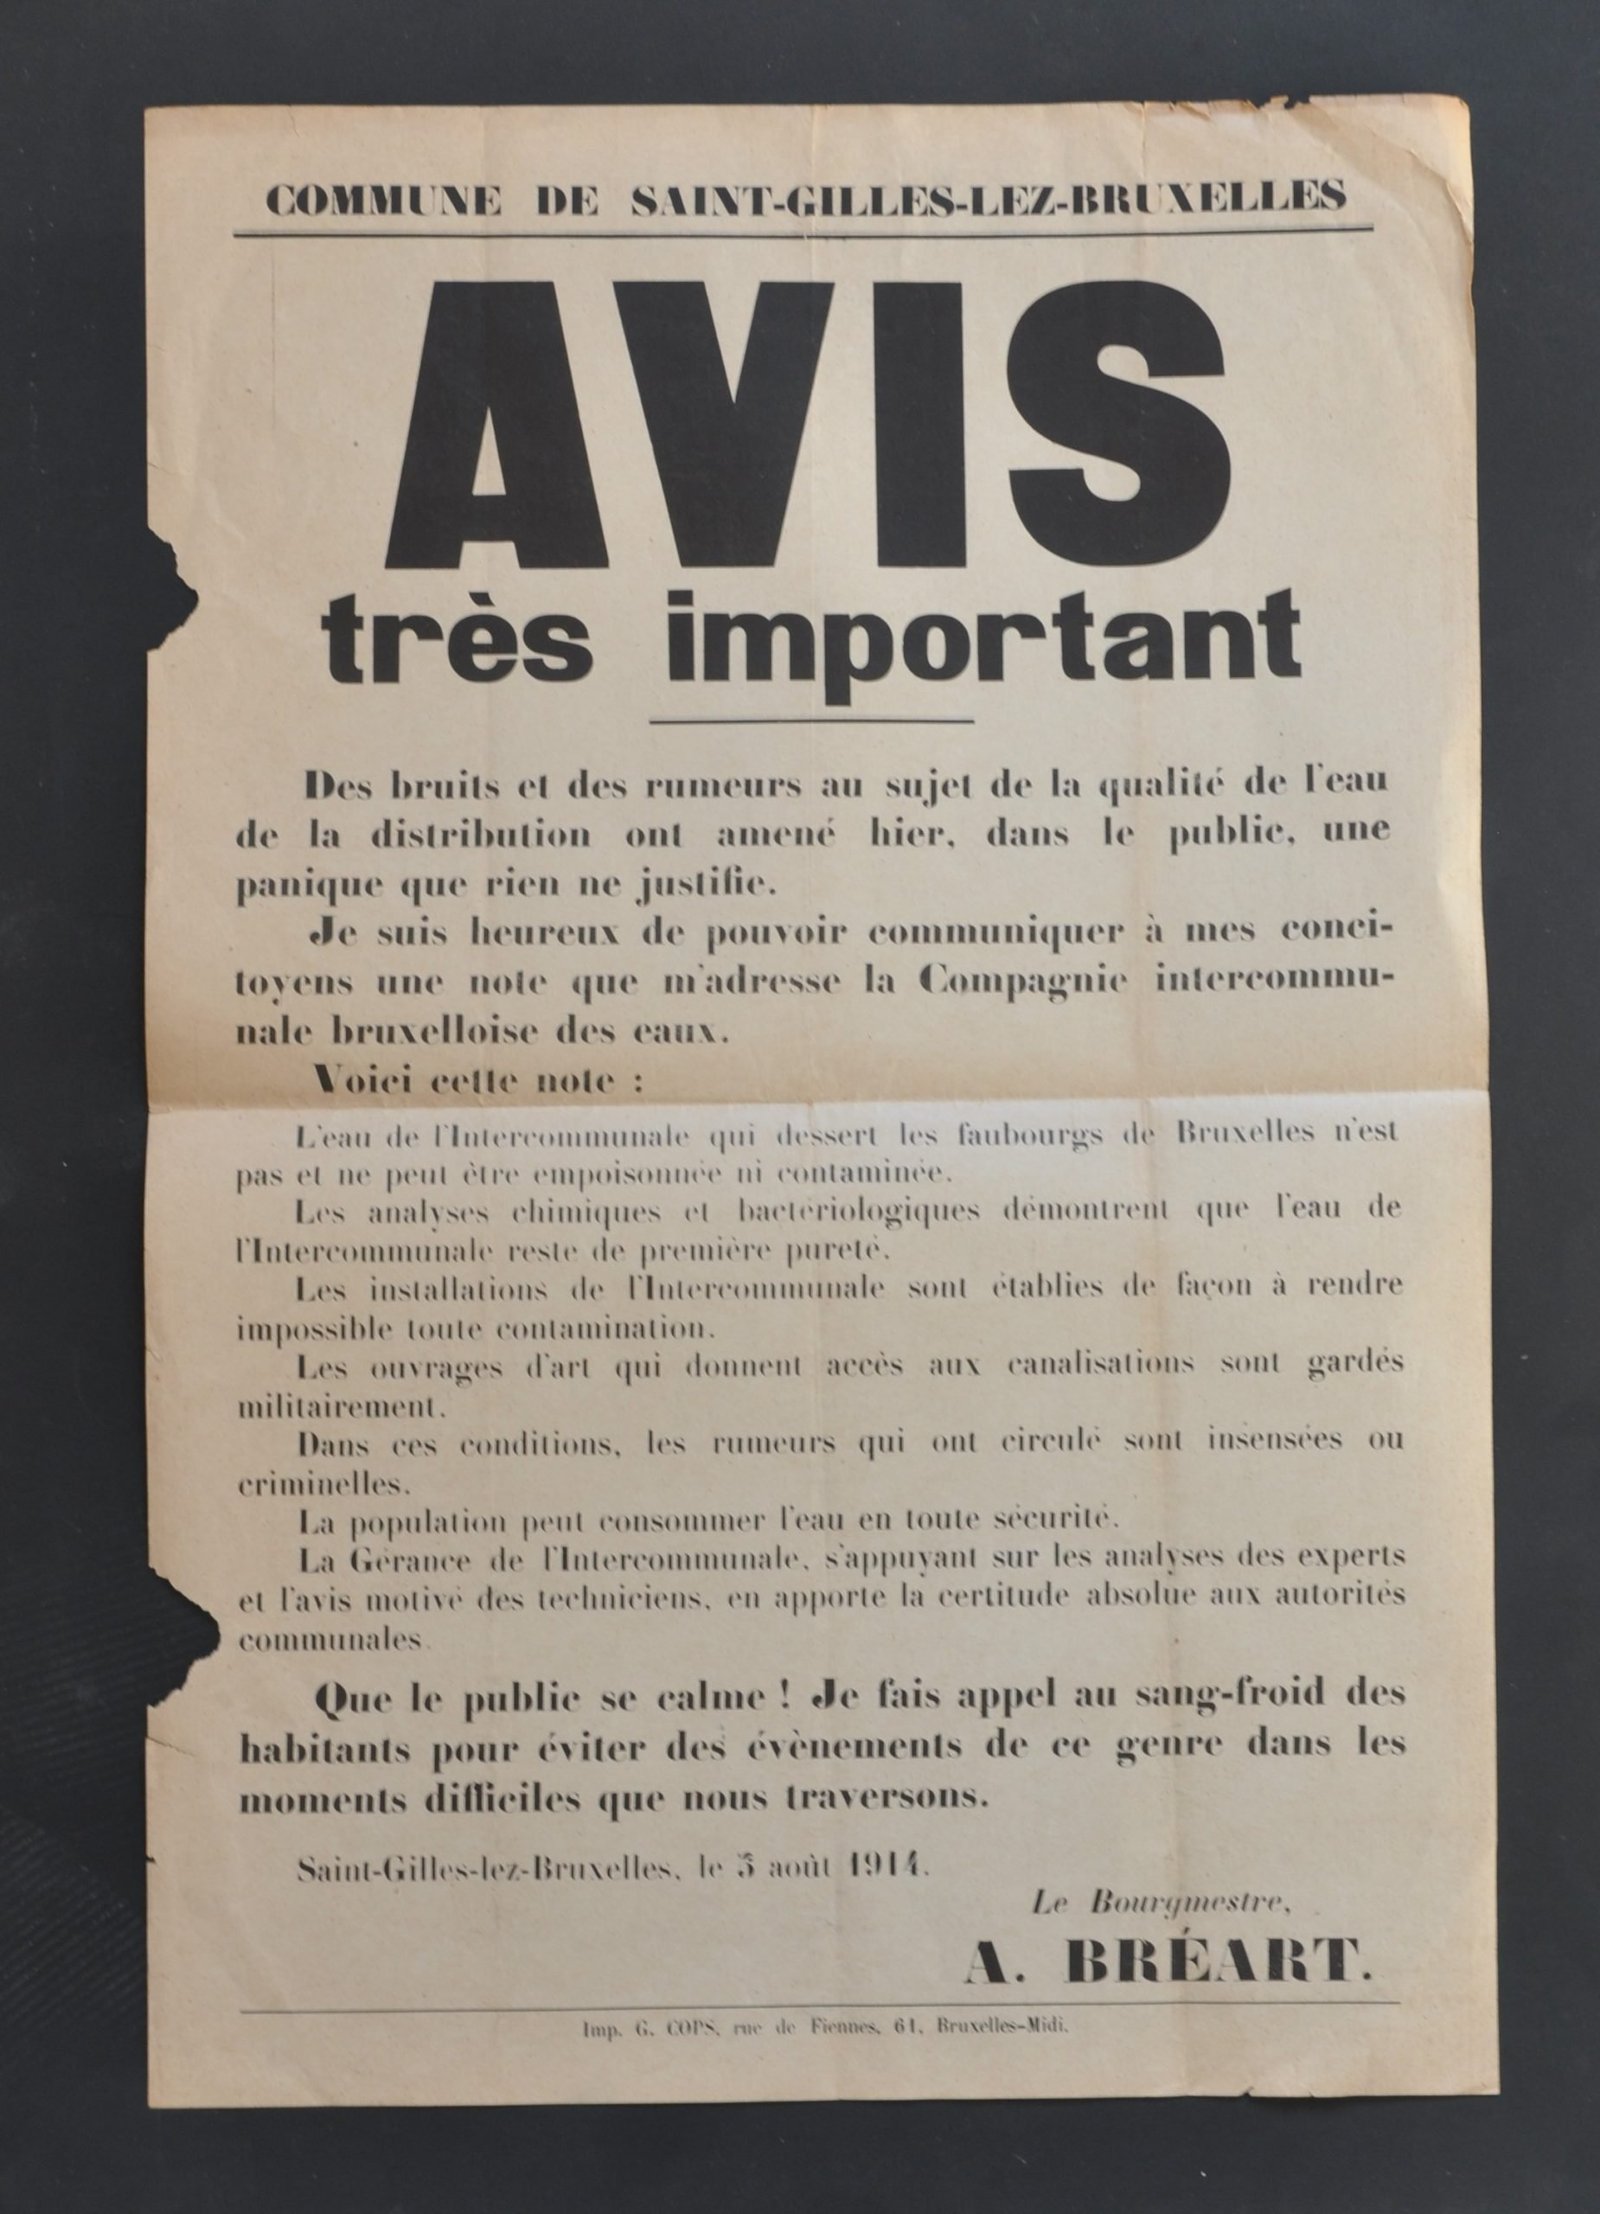 COMMUNE DE SAINT-GILLES-LEZ-BRUXELLES
AVIS
très important
Des bruits et des rumeurs au sujet de la qualité de l'eau
de la distribution ont amené hier, dans le public, une
panique que rien ne justifie.
Je suis heureux de pouvoir communiquer à mes conci-
toyens une note que m'adresse la Compagnie intercommu-
nale bruxelloise des eaux.
Voici cette note :
L'eau de l'Intercommunale qui dessert les faubourgs de Bruxelles n'est
pas et ne peut être empoisonnée ni contaminée.
Les analyses chimiques et bactériologiques démontrent que l'eau de
l'Intercommunale reste de première pureté.
Les installations de l'Intercommunale sont établies de façon à rendre
impossible toute contamination.
Les ouvrages d'art qui donnent accès aux canalisations sont gardés
militairement.
Dans ces conditions, les rumeurs qui ont circulé sont insensées ou
criminelles.
La population peut consommer l'eau en toute sécurité.
La Gérance de l'Intercommunale, s'appuyant sur les analyses des experts
et l'avis motivé des techniciens, en apporte la certitude absolue aux autorités
communales.
Que le public se calme ! Je fais appel au sang-froid des
habitants pour éviter des évènements de ce genre dans les
moments difficiles que nous traversons.
Saint-Gilles-lez-Bruxelles, le 5 août 1914.
Le Bourgmestre,
A. BRÉART.
Imp. G. COPS, rue de Fiennes, 61, Bruxelles-Midi.